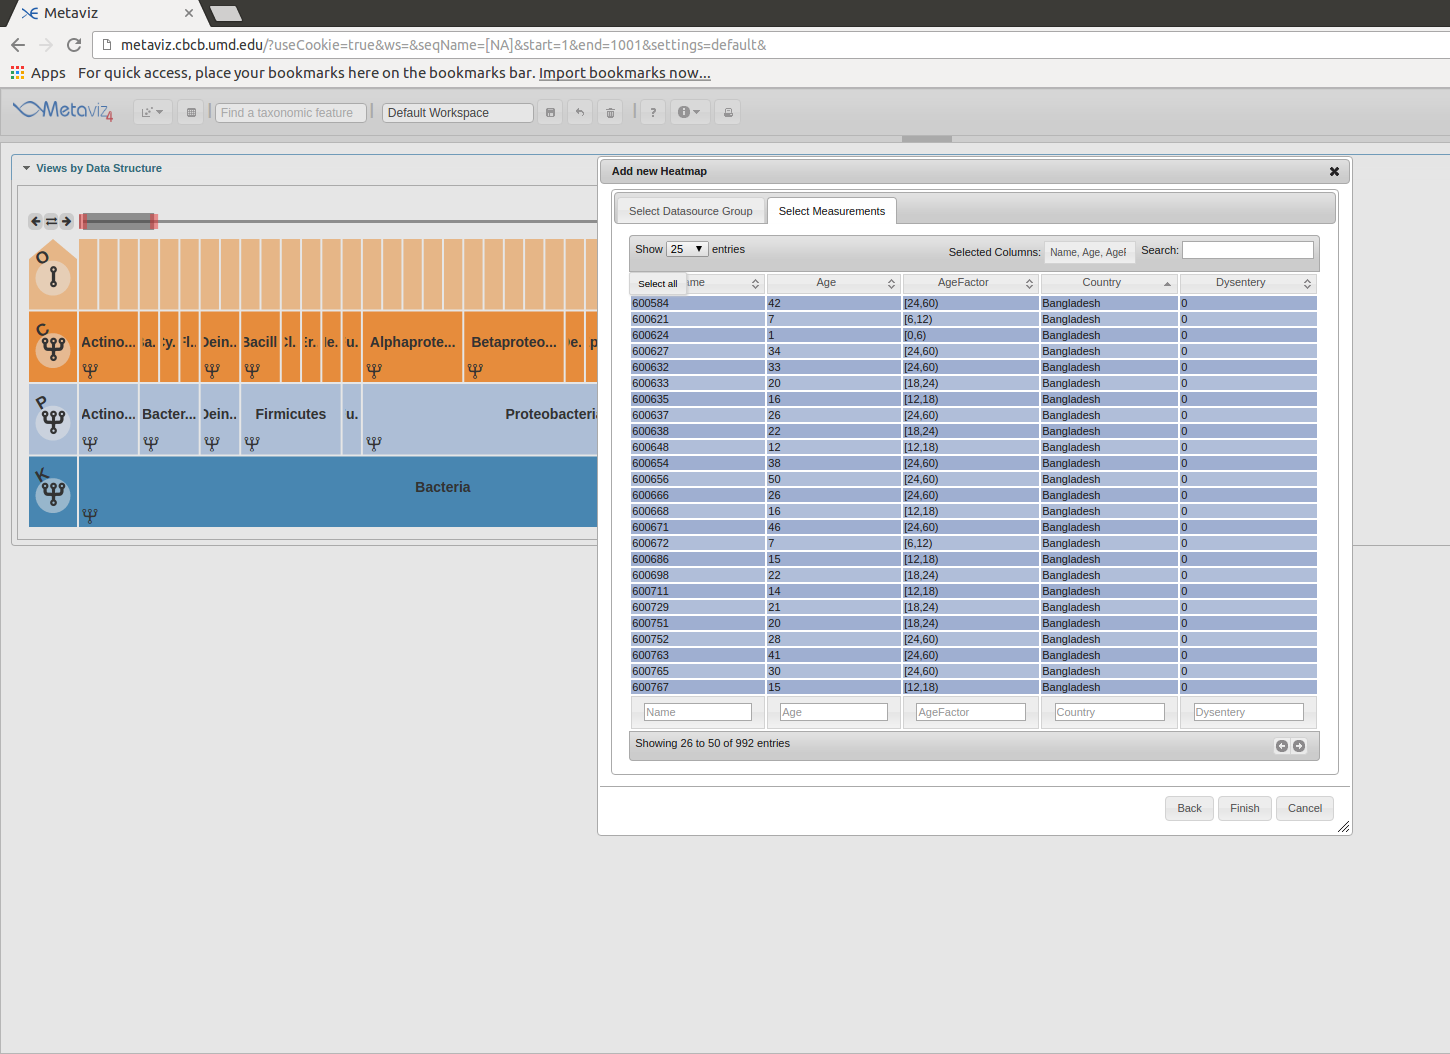 Metaviz
metaviz.cbcb.umd.edu/?useCookie=true&ws=&seqName=[NA]&start=1&end=1001&settings=default&
Apps For quick access, place your bookmarks here on the bookmarks bar. Import bookmarks now...
Metaviz 4 Find a taxonomic feature Default Workspace ?
Views by Data Structure
O
C Actino... Dein.. Bacill Alphaprote... Betaproteo...
P Actino... Bacter... Dein.. Firmicutes u. Proteobacteria
K Bacteria
Add new Heatmap
Select Datasource Group Select Measurements
Show 25 entries Selected Columns: Name, Age, AgeF Search:
Select all ame Age AgeFactor Country Dysentery
600584 42 [24,60) Bangladesh 0
600621 7 [6,12) Bangladesh 0
600624 1 [0,6) Bangladesh 0
600627 34 [24,60) Bangladesh 0
600632 33 [24,60) Bangladesh 0
600633 20 [18,24) Bangladesh 0
600635 16 [12,18) Bangladesh 0
600637 26 [24,60) Bangladesh 0
600638 22 [18,24) Bangladesh 0
600648 12 [12,18) Bangladesh 0
600654 38 [24,60) Bangladesh 0
600656 50 [24,60) Bangladesh 0
600666 26 [24,60) Bangladesh 0
600668 16 [12,18) Bangladesh 0
600671 46 [24,60) Bangladesh 0
600672 7 [6,12) Bangladesh 0
600686 15 [12,18) Bangladesh 0
600698 22 [18,24) Bangladesh 0
600711 14 [12,18) Bangladesh 0
600729 21 [18,24) Bangladesh 0
600751 20 [18,24) Bangladesh 0
600752 28 [24,60) Bangladesh 0
600763 41 [24,60) Bangladesh 0
600765 30 [24,60) Bangladesh 0
600767 15 [12,18) Bangladesh 0
Name Age AgeFactor Country Dysentery
Showing 26 to 50 of 992 entries
Back Finish Cancel